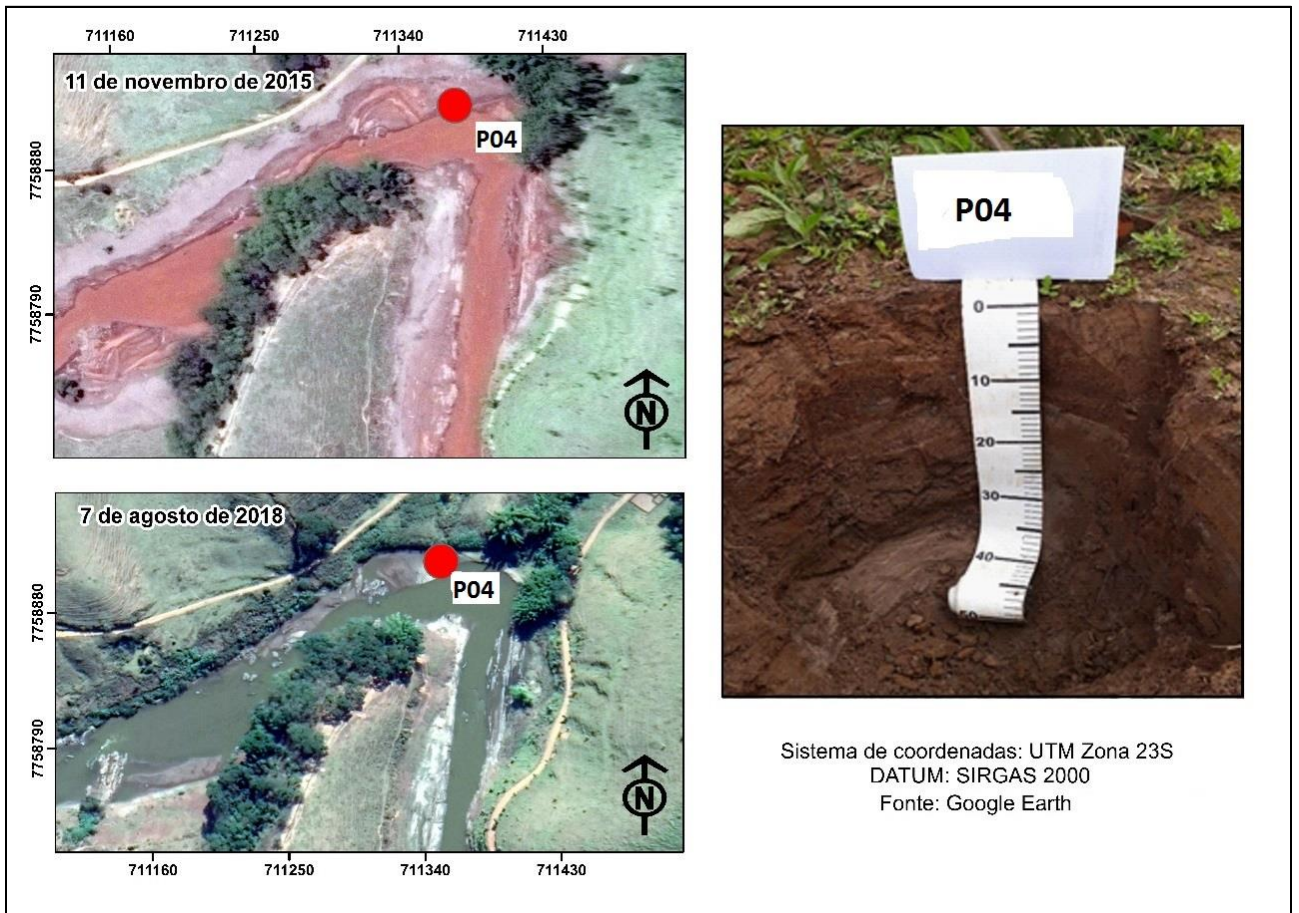 711160 711250 711340 711430
11 de novembro de 2015
P04
7758880
7758790
N
7 de agosto de 2018
P04
7758880
7758790
N
711160 711250 711340 711430
P04
0
10
20
30
40
50
Sistema de coordenadas: UTM Zona 23S
DATUM: SIRGAS 2000
Fonte: Google Earth